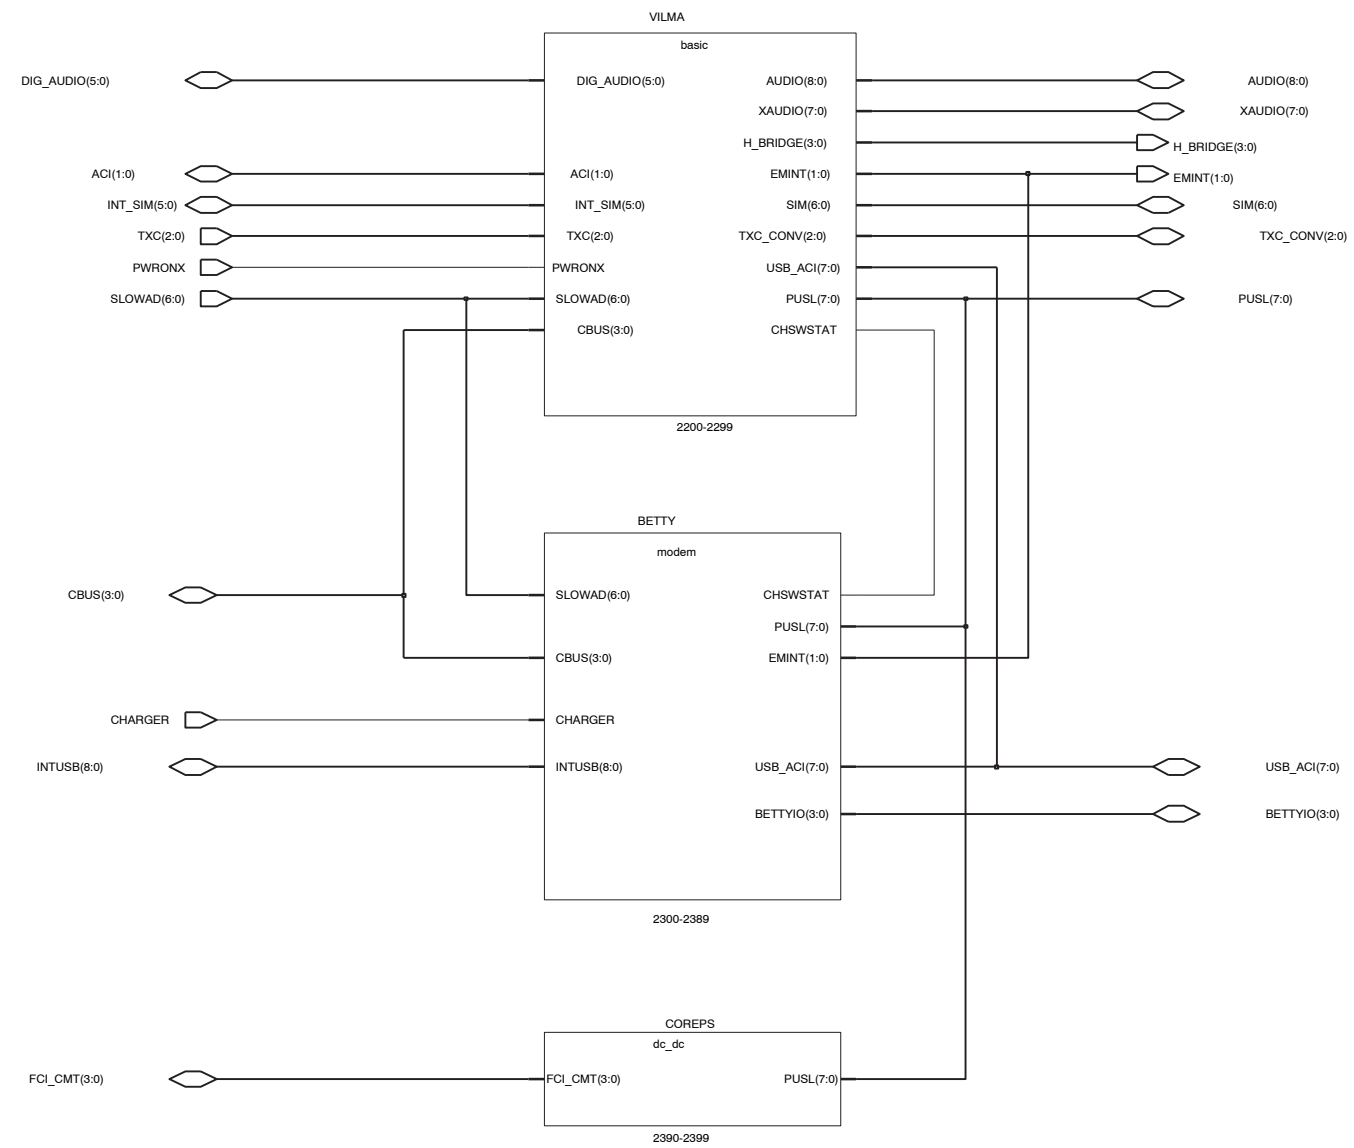 VILMA
basic
DIG_AUDIO(5:0) DIG_AUDIO(5:0) AUDIO(8:0) AUDIO(8:0)
XAUDIO(7:0) XAUDIO(7:0)
H_BRIDGE(3:0) H_BRIDGE(3:0)
ACI(1:0) ACI(1:0) EMINT(1:0) EMINT(1:0)
INT_SIM(5:0) INT_SIM(5:0) SIM(6:0) SIM(6:0)
TXC(2:0) TXC(2:0) TXC_CONV(2:0) TXC_CONV(2:0)
PWRONX PWRONX USB_ACI(7:0)
SLOWAD(6:0) SLOWAD(6:0) PUSL(7:0) PUSL(7:0)
CBUS(3:0) CHSWSTAT
2200-2299
BETTY
modem
CBUS(3:0) SLOWAD(6:0) CHSWSTAT
PUSL(7:0)
CBUS(3:0) EMINT(1:0)
CHARGER CHARGER
INTUSB(8:0) INTUSB(8:0) USB_ACI(7:0) USB_ACI(7:0)
BETTYIO(3:0) BETTYIO(3:0)
2300-2389
COREPS
dc_dc
FCI_CMT(3:0) FCI_CMT(3:0) PUSL(7:0)
2390-2399